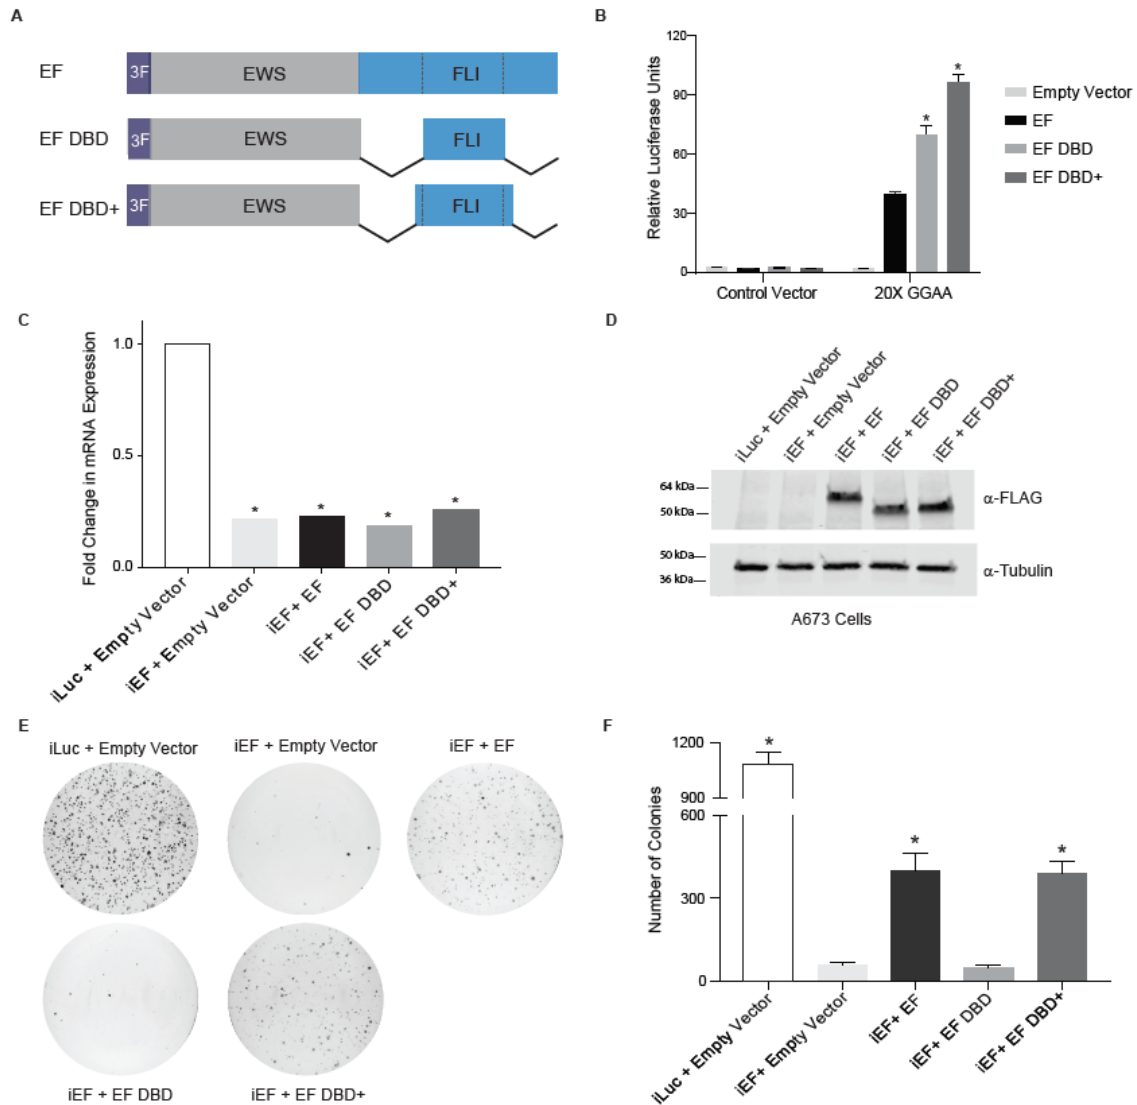 A
EF
3F
EWS
FLI
EF DBD
3F
EWS
FLI
EF DBD+
3F
EWS
FLI
B
Relative Luciferase Units
120
90
60
30
0
Control Vector
20X GGAA
*
*
Empty Vector
EF
EF DBD
EF DBD+
C
Fold Change in mRNA Expression
1.0
0.5
0.0
*
*
*
*
iLuc + Empty Vector
iEF + Empty Vector
iEF+ EF
iEF+ EF DBD
iEF+ EF DBD+
D
iLuc + Empty Vector
iEF + Empty Vector
iEF + EF
iEF + EF DBD
iEF + EF DBD+
64 kDa
50 kDa
α-FLAG
50 kDa
36 kDa
α-Tubulin
A673 Cells
E
iLuc + Empty Vector
iEF + Empty Vector
iEF + EF
iEF + EF DBD
iEF + EF DBD+
F
Number of Colonies
1200
900
600
300
0
*
*
*
iLuc + Empty Vector
iEF+ Empty Vector
iEF+ EF
iEF+ EF DBD
iEF+ EF DBD+